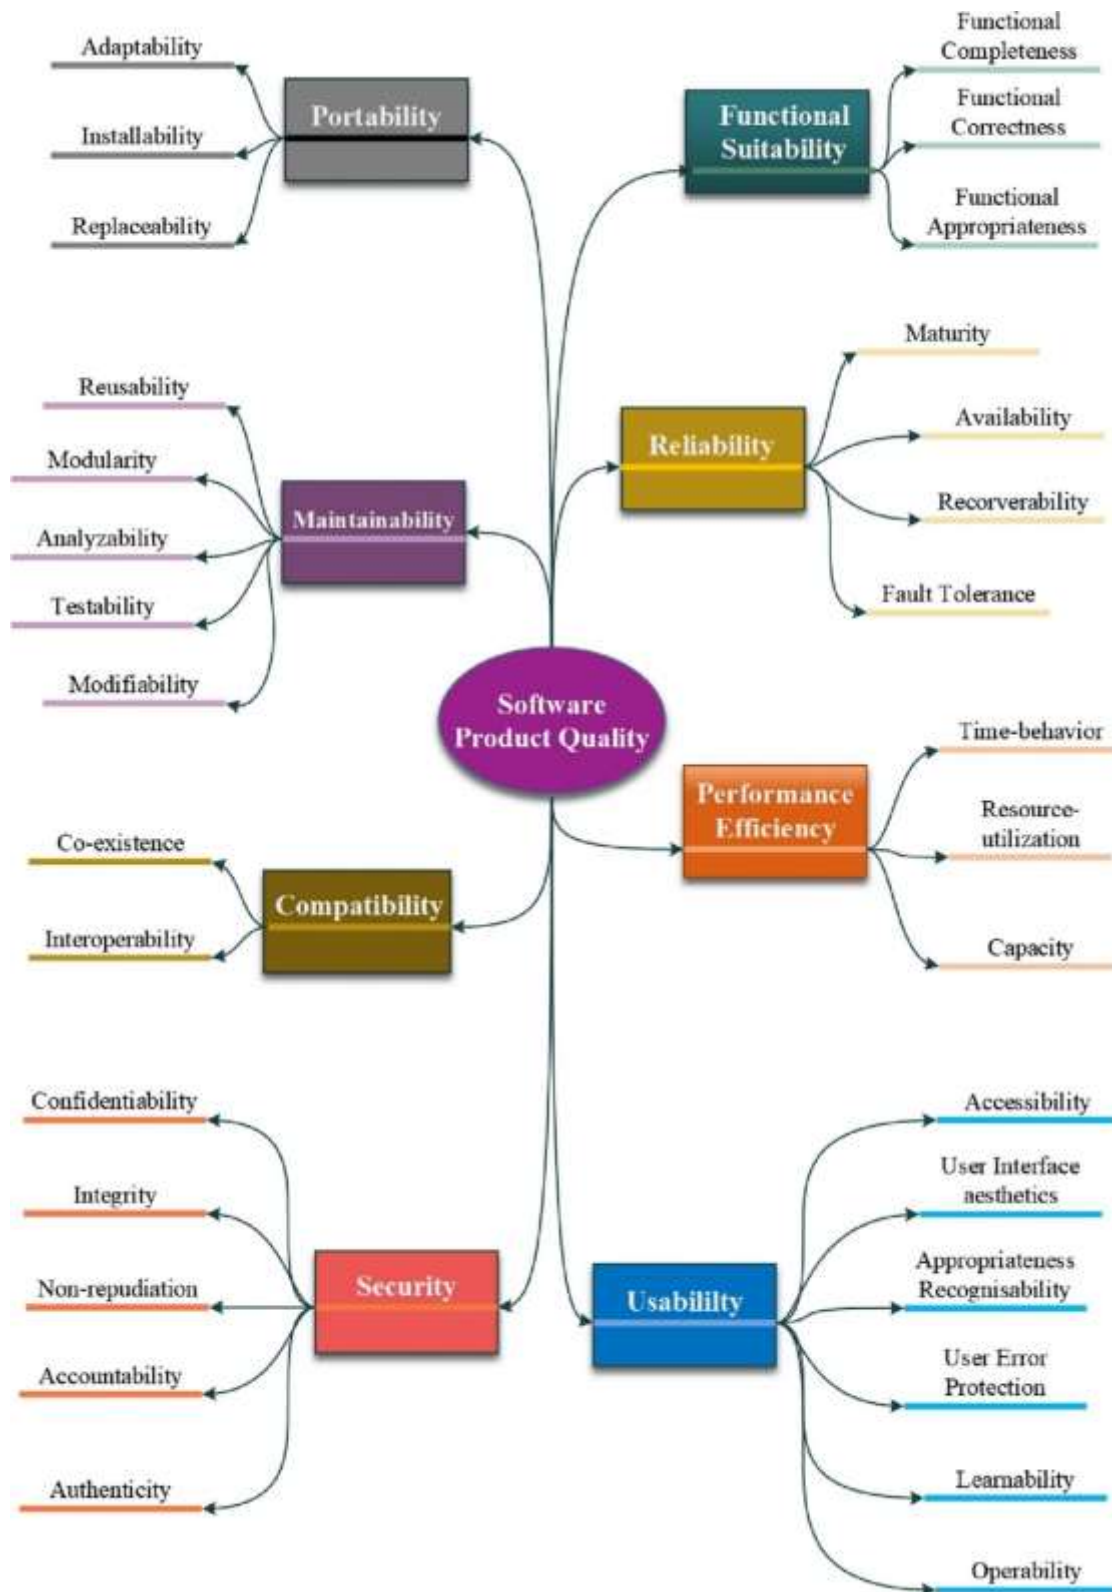 Adaptability
Installability
Replaceability
Portability
Functional
Suitability
Functional
Completeness
Functional
Correctness
Functional
Appropriateness
Reusability
Modularity
Analyzability
Testability
Modifiability
Maintainability
Reliability
Maturity
Availability
Recorverability
Fault Tolerance
Software
Product Quality
Co-existence
Interoperability
Compatibility
Performance
Efficiency
Time-behavior
Resource-
utilization
Capacity
Confidentiability
Integrity
Non-repudiation
Accountability
Authenticity
Security
Usabililty
Accessibility
User Interface
aesthetics
Appropriateness
Recognisability
User Error
Protection
Learnability
Operability